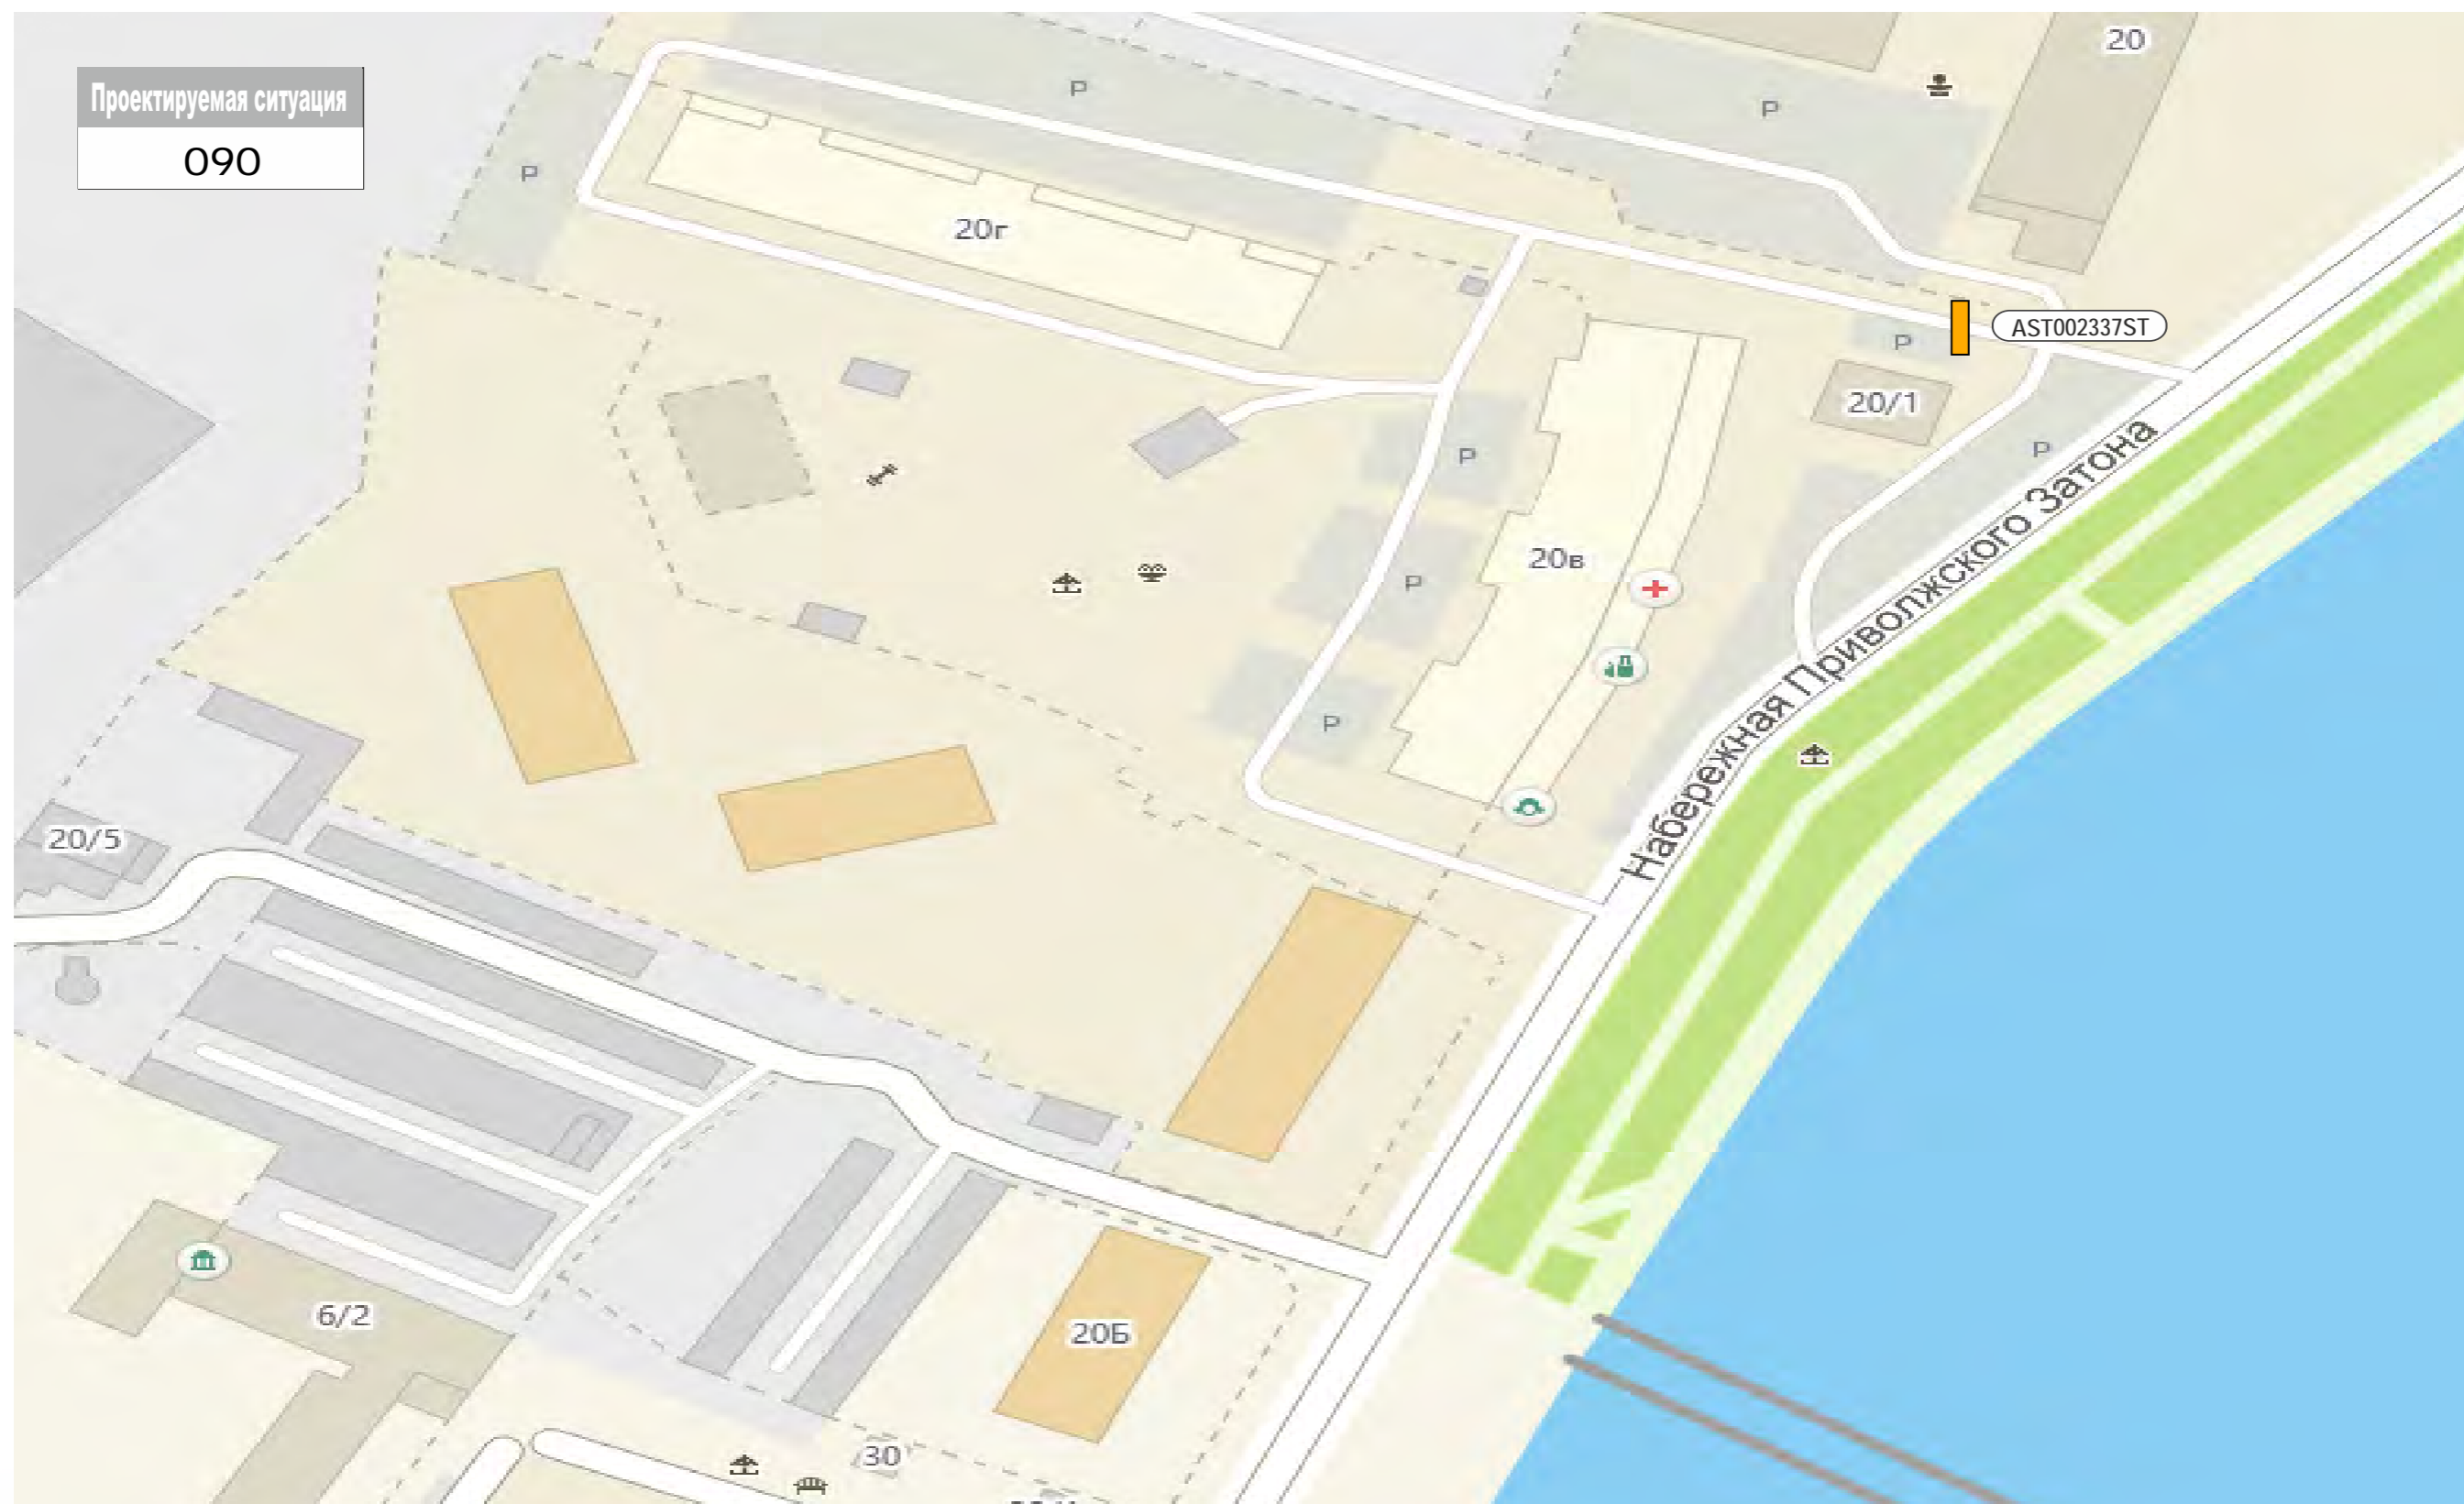 Проектируемая ситуация
090
20
P
P
P
20г
AST002337ST
P
20/1
P
P
20в
P
P
Набережная Приволжского Затона
20/5
6/2
20Б
30